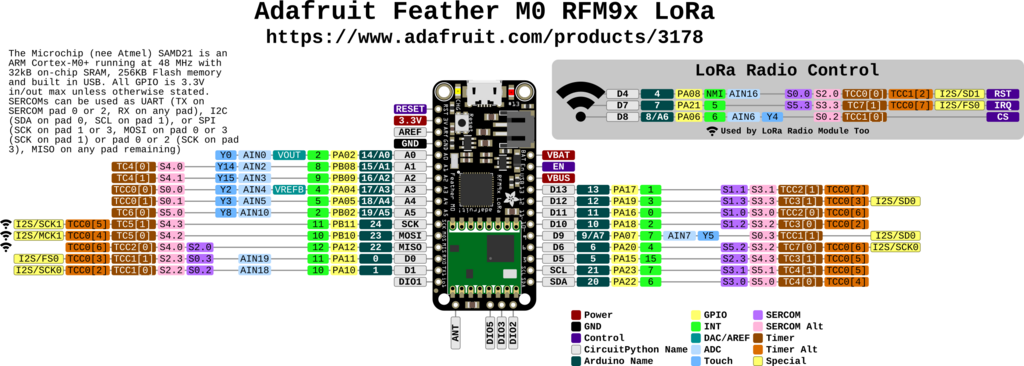 Adafruit Feather M0 RFM9x LoRa
https://www.adafruit.com/products/3178
The Microchip (nee Atmel) SAMD21 is an
ARM Cortex-M0+ running at 48 MHz with
32kB on-chip SRAM, 256KB Flash memory
and built in USB. All GPIO is 3.3V
in/out max unless otherwise stated.
SERCOMs can be used as UART (TX on
SERCOM pad 0 or 2, RX on any pad), I2C
(SDA on pad 0, SCL on pad 1), or SPI
(SCK on pad 1 or 3, MOSI on pad 0 or 3
(SCK on pad 1) or pad 0 or 2 (SCK on pad
3), MISO on any pad remaining)
LoRa Radio Control
D4 4 PA08 NMI AIN16 S0.0 S2.0 TCC0[0] TCC1[2] I2S/SD1 RST
D7 7 PA21 5 S5.3 S3.3 TC7[1] TCC0[7] I2S/FS0 IRQ
D8 8/A6 PA06 6 AIN6 Y4 S0.2 TCC1[0] CS
Used by LoRa Radio Module Too
RESET
3.3V
AREF
GND
Y0 AIN0 VOUT 2 PA02 14/A0 A0
TC4[0] S4.0 Y14 AIN2 8 PB08 15/A1 A1
TC4[1] S4.1 Y15 AIN3 9 PB09 16/A2 A2
TCC0[0] S0.0 Y2 AIN4 VREFB 4 PA04 17/A3 A3
TCC0[1] S0.1 Y3 AIN5 5 PA05 18/A4 A4
TC6[0] S5.0 Y8 AIN10 2 PB02 19/A5 A5
I2S/SCK1 TCC0[5] TC5[1] S4.3 11 PB11 24 SCK
I2S/MCK1 TCC0[4] TC5[0] S4.2 10 PB10 23 MOSI
TCC0[6] TCC2[0] S4.0 S2.0 12 PA12 22 MISO
I2S/FS0 TCC0[3] TCC1[1] S2.3 S0.3 AIN19 11 PA11 0 D0
I2S/SCK0 TCC0[2] TCC1[0] S2.2 S0.2 AIN18 10 PA10 1 D1
DIO1
VBAT
EN
VBUS
D13 13 PA17 1 S1.1 S3.1 TCC2[1] TCC0[7]
D12 12 PA19 3 S1.3 S3.3 TC3[1] TCC0[3] I2S/SD0
D11 11 PA16 0 S1.0 S3.0 TCC2[0] TCC0[6]
D10 10 PA18 2 S1.2 S3.2 TC3[0] TCC0[2]
D9 9/A7 PA07 7 AIN7 Y5 S0.3 TCC1[1] I2S/SD0
D6 6 PA20 4 S5.2 S3.2 TC7[0] TCC0[6] I2S/SCK0
D5 5 PA15 15 S2.3 S4.3 TC3[1] TCC0[5]
SCL 21 PA23 7 S3.1 S5.1 TC4[1] TCC0[5]
SDA 20 PA22 6 S3.0 S5.0 TC4[0] TCC0[4]
ANT DIO5 DIO3 DIO2
Power GPIO SERCOM
GND INT SERCOM Alt
Control DAC/AREF Timer
CircuitPython Name ADC Timer Alt
Arduino Name Touch Special